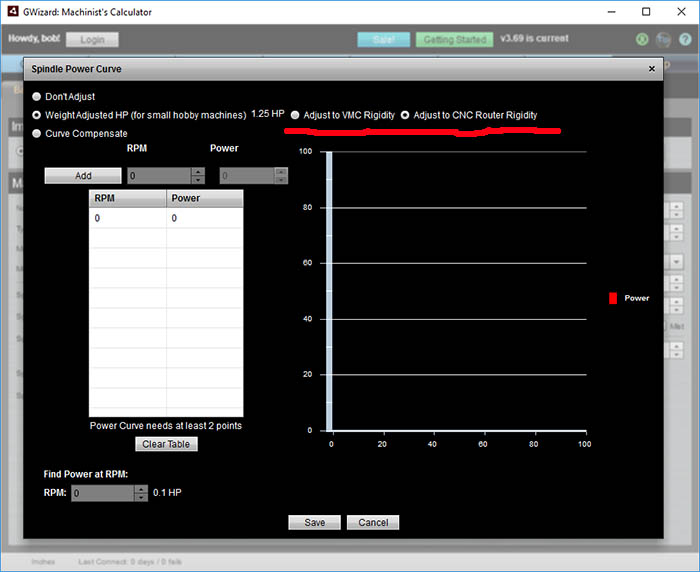 GWizard: Machinist's Calculator
Howdy, bob! Login Sale! Getting Started v3.69 is current
?
Spindle Power Curve
Don't Adjust
Weight Adjusted HP (for small hobby machines) 1.25 HP Adjust to VMC Rigidity Adjust to CNC Router Rigidity
Curve Compensate
RPM Power
Add 0 0
RPM Power
0 0
Power Curve needs at least 2 points
Clear Table
100
80
60
40
20
0
0 20 40 60 80 100
Power
Find Power at RPM:
RPM: 0 0.1 HP
Save Cancel
Mist
Inches Last Connect: 0 days / 0 fails